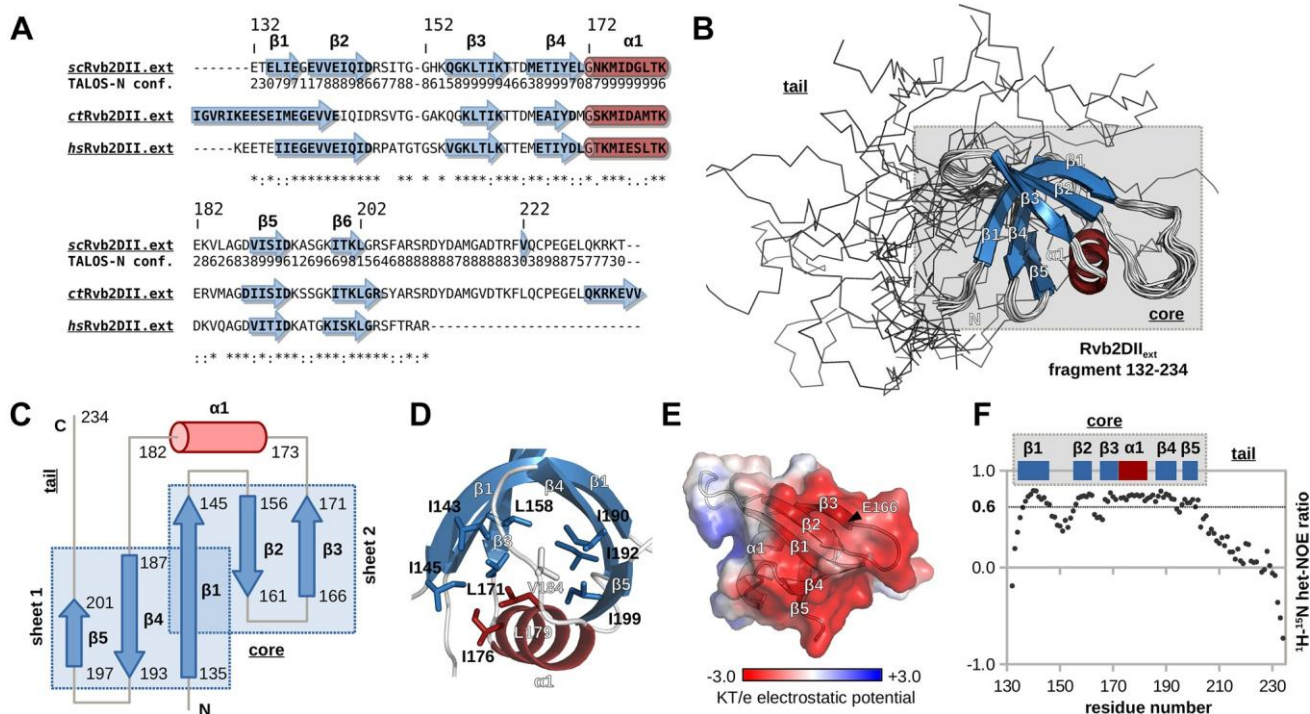 A
132 152 172
β1 β2 β3 β4 α1
scRvb2DII.ext ------ETELIEGEVVEIQIDRSITG-GHKQGKLTIKTTDMETIYELGNKMIDGLTK
TALOS-N conf. 230797117888986677 88-8615899999466389997087999999 96
ctRvb2DII.ext IGVRIKEESEIMEGEVVEIQIDRSVTG-GAKQGKLTIKTTDMEAIYDMGSKMIDAMTK
hsRvb2DII.ext -----KEETEIIEGEVVEIQIDRPATGTGSKVGKLTLKTTEMETIYDLGTKMIESLTK
*:*::********* ** * * ****:**:**:**:*.***:.:**
182 202 222
β5 β6
scRvb2DII.ext EKVLAGDVISIDKASGKITKLGRSFARSRDYDAMGADTRFVQCPEGELQKRKT--
TALOS-N conf. 28626838999612696698156468888888788888830389887577730--
ctRvb2DII.ext ERVMAGDIISIDKSSGKITKLGRSYARSRDYDAMGVDTKFLQCPEGELQKRKEVV
hsRvb2DII.ext DKVQAGDVITIDKATGKISKLGRSFTRAR----------------------------
::* ***:*:***::***:*****::*:*
B
tail
β1
β2
β3
β1 β4
α1
β5
N
core
Rvb2DIIext
fragment 132-234
C
α1
C 234
182 173
tail
145 156 171
sheet 1
187
β1 β2 β3
sheet 2
201 β4
161 166
β5
core
197 193 135
N
D
β1 β4 β1
I143 L158 I190
β3
I192
I145 β5
L171 V184
I199
L179
I176
α1
E
β3
E166
β2
α1 β1
β4
β5
-3.0 +3.0
KT/e electrostatic potential
F
core
β1 β2 β3 α1 β4 β5 tail
1.0
0.6
0.0
-1.0
¹H-¹⁵N het-NOE ratio
130 150 170 190 210 230
residue number